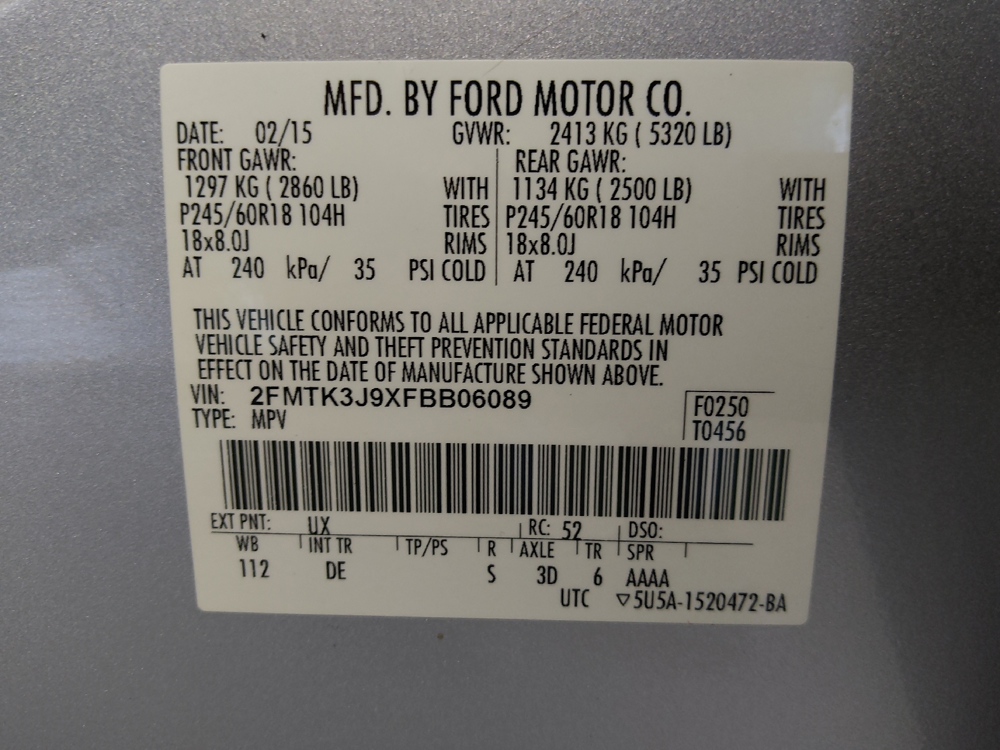 MFD. BY FORD MOTOR CO.
DATE: 02/15 GVWR: 2413 KG ( 5320 LB)
FRONT GAWR: REAR GAWR:
1297 KG ( 2860 LB) WITH 1134 KG ( 2500 LB) WITH
P245/60R18 104H TIRES P245/60R18 104H TIRES
18x8.0J RIMS 18x8.0J RIMS
AT 240 kPa/ 35 PSI COLD AT 240 kPa/ 35 PSI COLD
THIS VEHICLE CONFORMS TO ALL APPLICABLE FEDERAL MOTOR
VEHICLE SAFETY AND THEFT PREVENTION STANDARDS IN
EFFECT ON THE DATE OF MANUFACTURE SHOWN ABOVE.
VIN: 2FMTK3J9XFBB06089 F0250
TYPE: MPV T0456
EXT PNT: UX RC: 52 DSO:
WB INT TR TP/PS R AXLE TR SPR
112 DE S 3D 6 AAAA
UTC ▽5U5A-1520472-BA